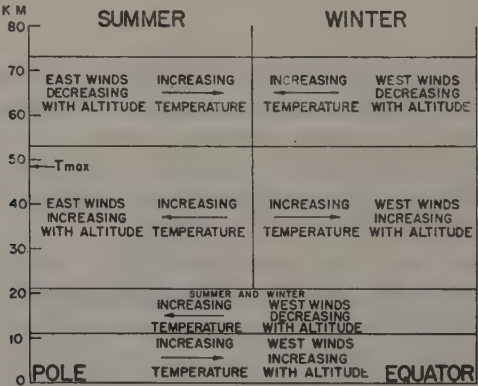 KM
SUMMER WINTER
80
70
60
50
40
30
20
10
0
EAST WINDS INCREASING
DECREASING
WITH ALTITUDE TEMPERATURE
INCREASING WEST WINDS
DECREASING
TEMPERATURE WITH ALTITUDE
Tmax
EAST WINDS INCREASING
INCREASING
WITH ALTITUDE TEMPERATURE
INCREASING WEST WINDS
INCREASING
TEMPERATURE WITH ALTITUDE
SUMMER AND WINTER
INCREASING WEST WINDS
DECREASING
TEMPERATURE WITH ALTITUDE
INCREASING WEST WINDS
INCREASING
TEMPERATURE WITH ALTITUDE
POLE EQUATOR